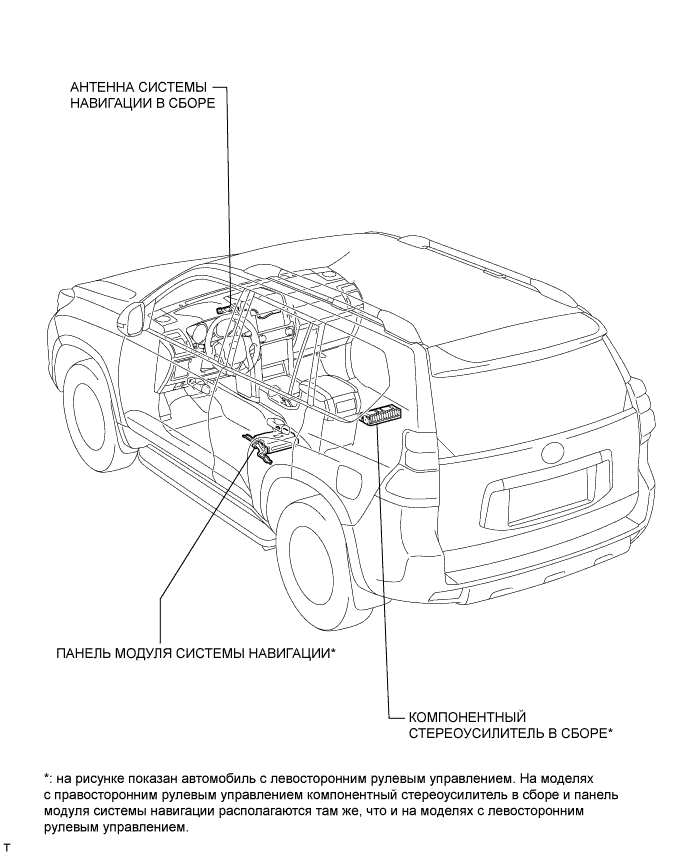 АНТЕННА СИСТЕМЫ
НАВИГАЦИИ В СБОРЕ
ПАНЕЛЬ МОДУЛЯ СИСТЕМЫ НАВИГАЦИИ*
КОМПОНЕНТНЫЙ
СТЕРЕОУСИЛИТЕЛЬ В СБОРЕ*
*: на рисунке показан автомобиль с левосторонним рулевым управлением. На моделях
с правосторонним рулевым управлением компонентный стереоусилитель в сборе и панель
модуля системы навигации располагаются там же, что и на моделях с левосторонним
рулевым управлением.
T